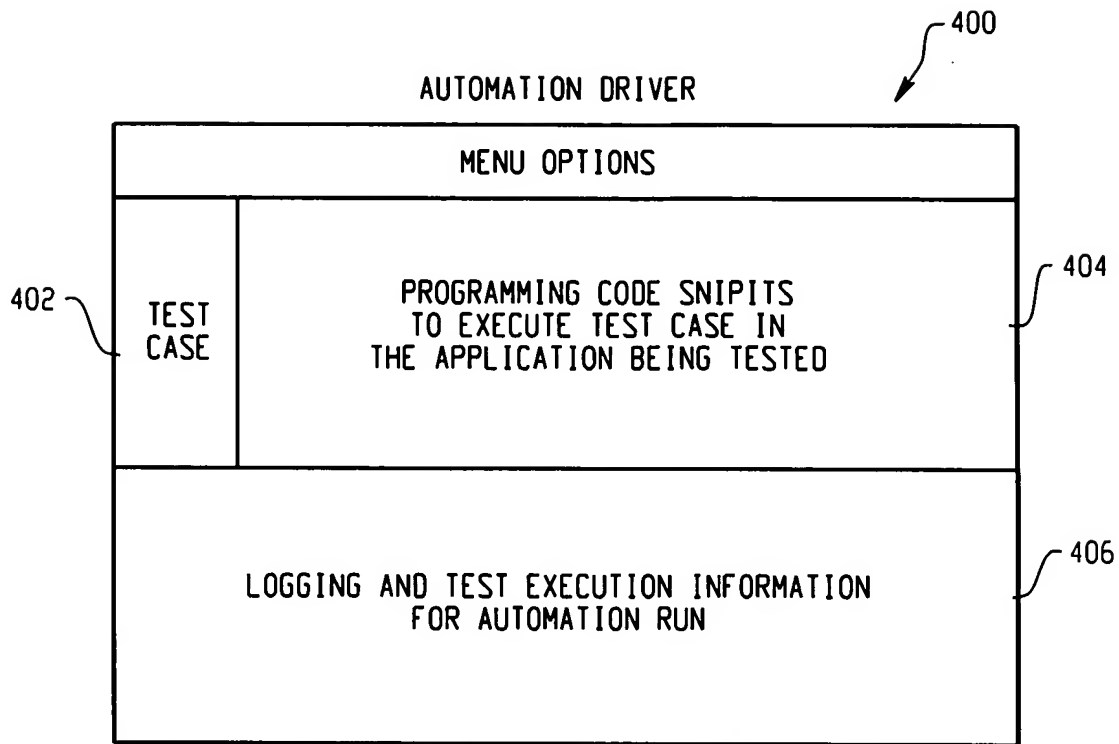 400
AUTOMATION DRIVER
MENU OPTIONS
402
TEST
CASE
PROGRAMMING CODE SNIPITS
TO EXECUTE TEST CASE IN
THE APPLICATION BEING TESTED
404
LOGGING AND TEST EXECUTION INFORMATION
FOR AUTOMATION RUN
406